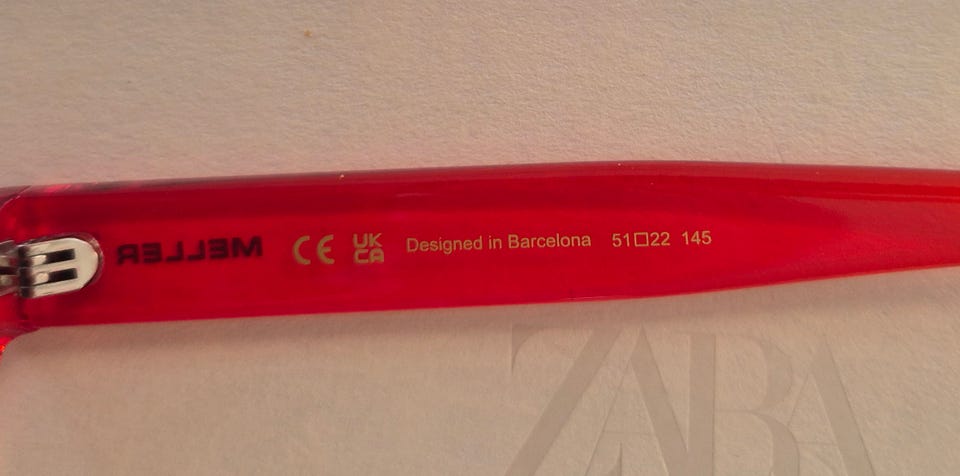 MELLER CE UK CA Designed in Barcelona 51□22 145
ZARA